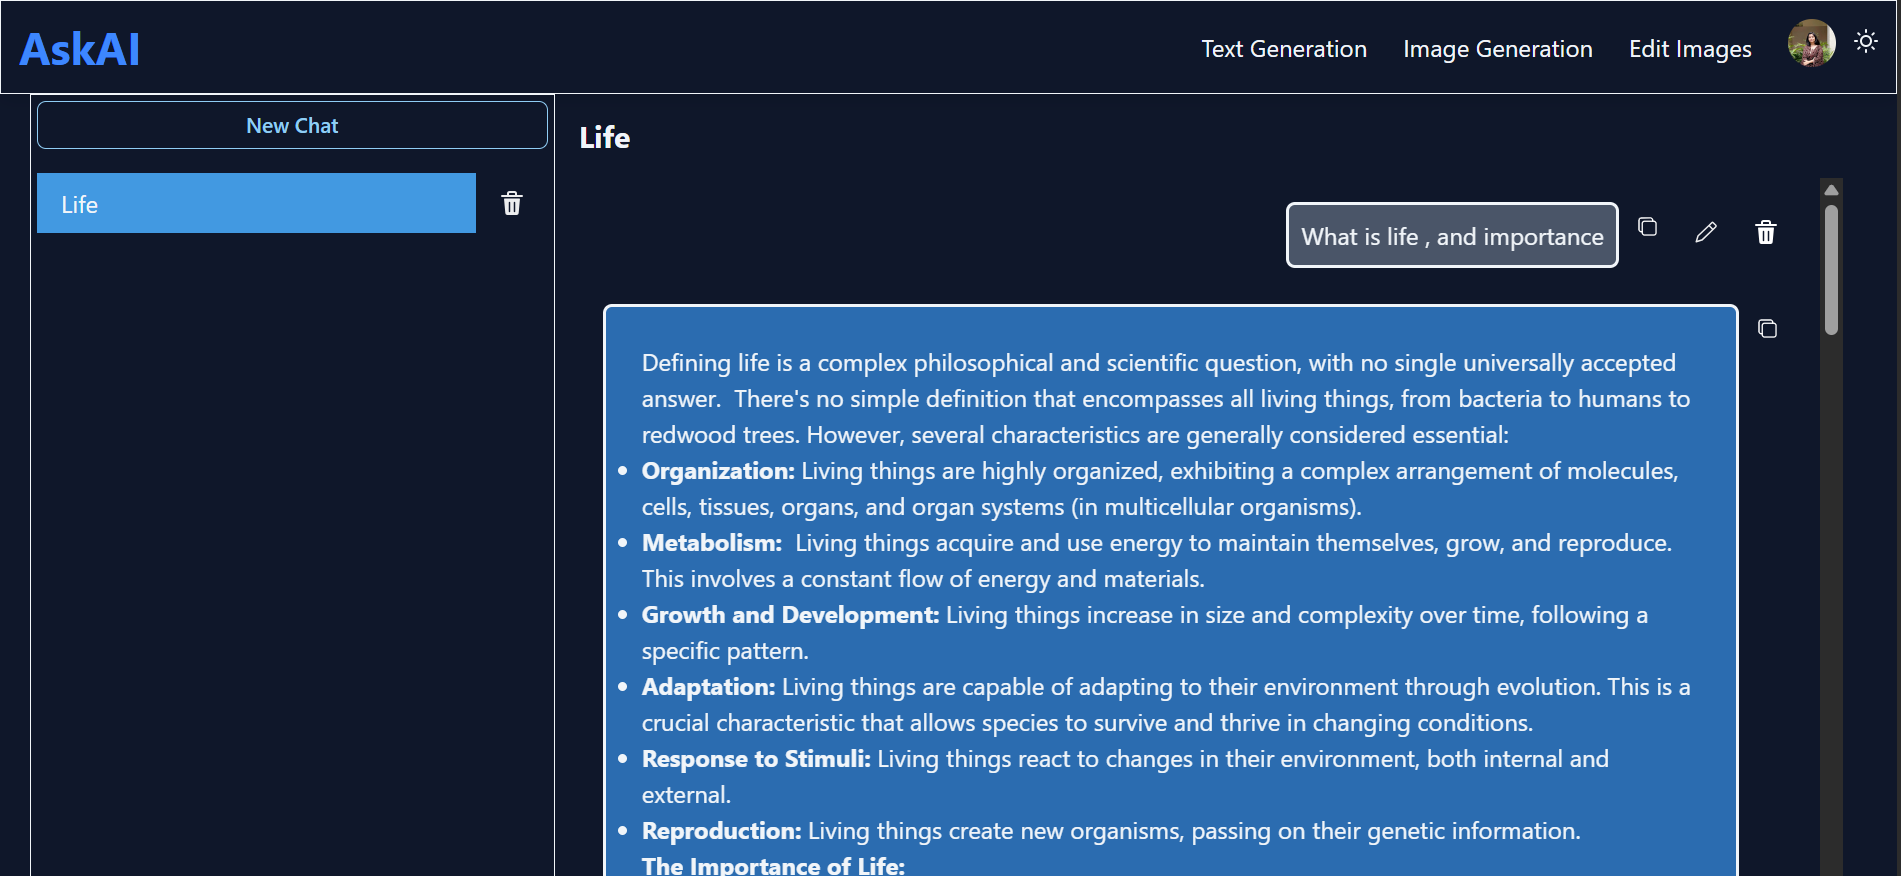 AskAI
Text Generation
Image Generation
Edit Images
New Chat
Life
Life
What is life , and importance
Defining life is a complex philosophical and scientific question, with no single universally accepted
answer.  There's no simple definition that encompasses all living things, from bacteria to humans to
redwood trees. However, several characteristics are generally considered essential:
• Organization: Living things are highly organized, exhibiting a complex arrangement of molecules,
cells, tissues, organs, and organ systems (in multicellular organisms).
• Metabolism:  Living things acquire and use energy to maintain themselves, grow, and reproduce.
This involves a constant flow of energy and materials.
• Growth and Development: Living things increase in size and complexity over time, following a
specific pattern.
• Adaptation: Living things are capable of adapting to their environment through evolution. This is a
crucial characteristic that allows species to survive and thrive in changing conditions.
• Response to Stimuli: Living things react to changes in their environment, both internal and
external.
• Reproduction: Living things create new organisms, passing on their genetic information.
The Importance of Life: